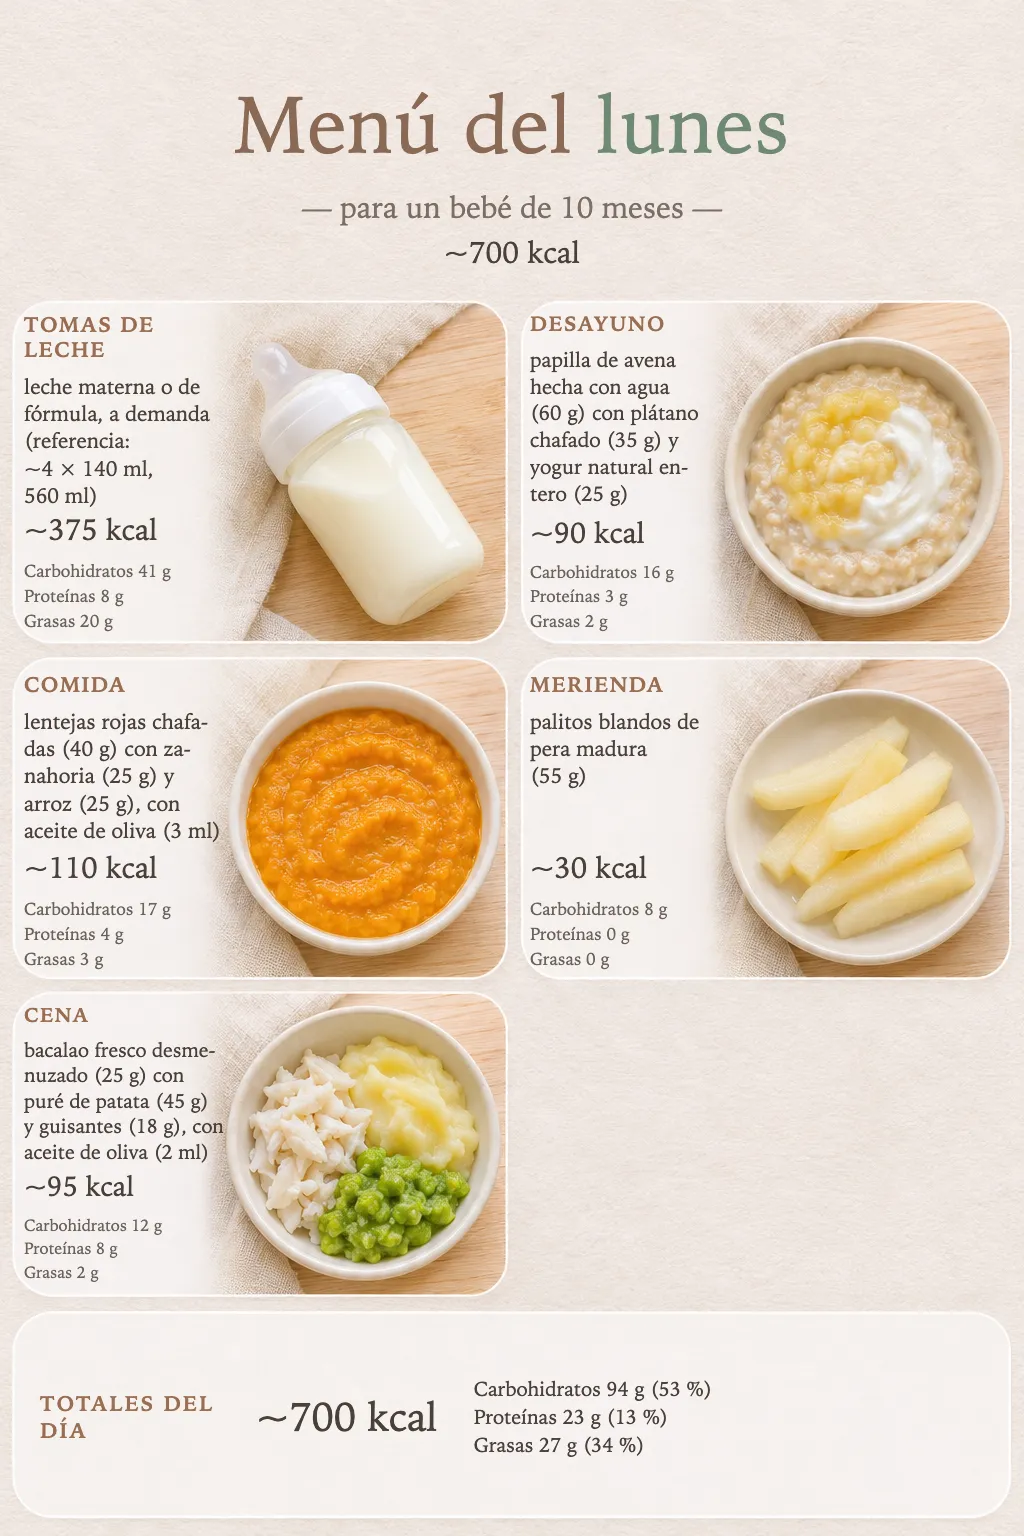 Menú del lunes
— para un bebé de 10 meses —
~700 kcal
TOMAS DE
LECHE
leche materna o de
fórmula, a demanda
(referencia:
~4 × 140 ml,
560 ml)
~375 kcal
Carbohidratos 41 g
Proteínas 8 g
Grasas 20 g
DESAYUNO
papilla de avena
hecha con agua
(60 g) con plátano
chafado (35 g) y
yogur natural en-
tero (25 g)
~90 kcal
Carbohidratos 16 g
Proteínas 3 g
Grasas 2 g
COMIDA
lentejas rojas chafa-
das (40 g) con za-
nahoria (25 g) y
arroz (25 g), con
aceite de oliva (3 ml)
~110 kcal
Carbohidratos 17 g
Proteínas 4 g
Grasas 3 g
MERIENDA
palitos blandos de
pera madura
(55 g)
~30 kcal
Carbohidratos 8 g
Proteínas 0 g
Grasas 0 g
CENA
bacalao fresco desme-
nuzado (25 g) con
puré de patata (45 g)
y guisantes (18 g), con
aceite de oliva (2 ml)
~95 kcal
Carbohidratos 12 g
Proteínas 8 g
Grasas 2 g
TOTALES DEL
DÍA
~700 kcal
Carbohidratos 94 g (53 %)
Proteínas 23 g (13 %)
Grasas 27 g (34 %)